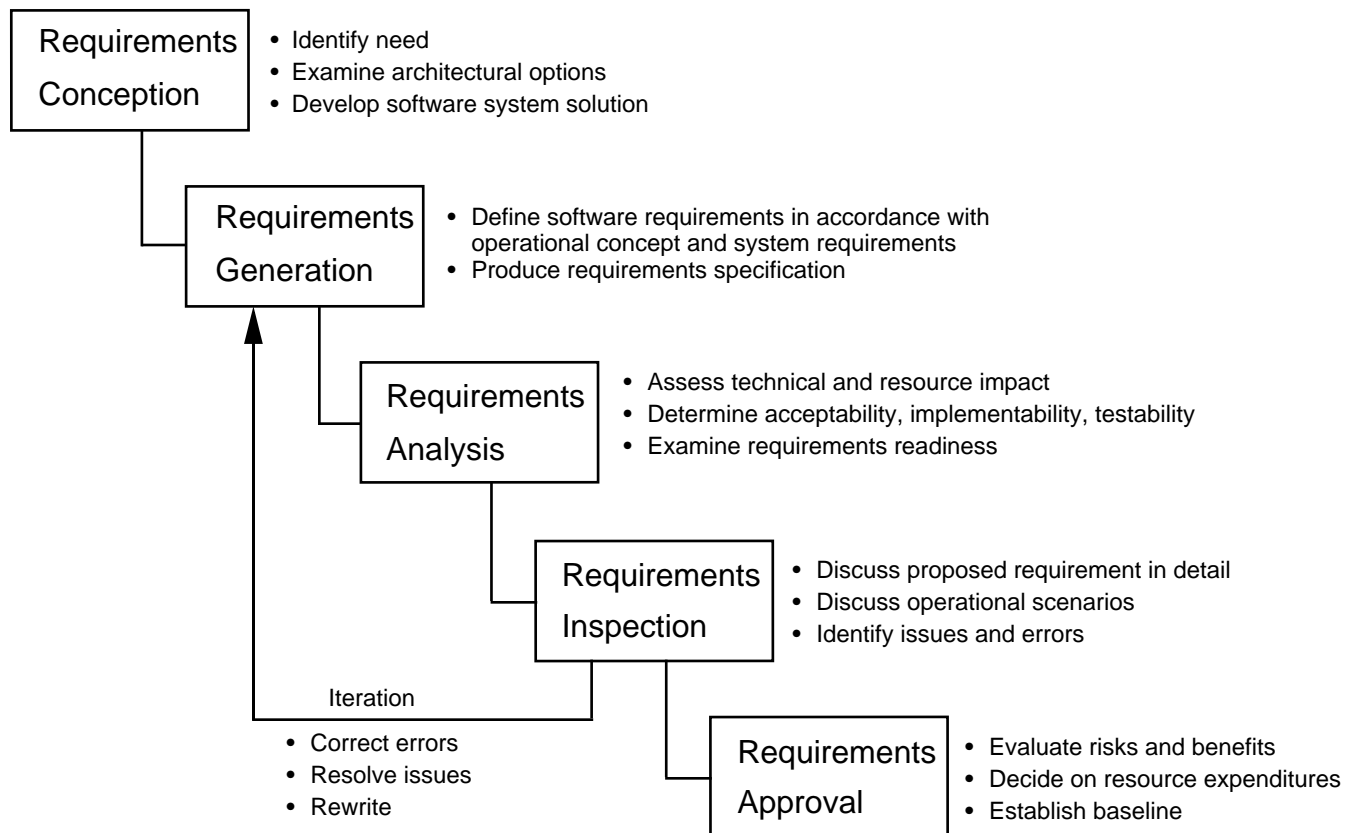 Requirements
Conception
• Identify need
• Examine architectural options
• Develop software system solution
Requirements
Generation
• Define software requirements in accordance with
operational concept and system requirements
• Produce requirements specification
Requirements
Analysis
• Assess technical and resource impact
• Determine acceptability, implementability, testability
• Examine requirements readiness
Requirements
Inspection
• Discuss proposed requirement in detail
• Discuss operational scenarios
• Identify issues and errors
Iteration
• Correct errors
• Resolve issues
• Rewrite
Requirements
Approval
• Evaluate risks and benefits
• Decide on resource expenditures
• Establish baseline